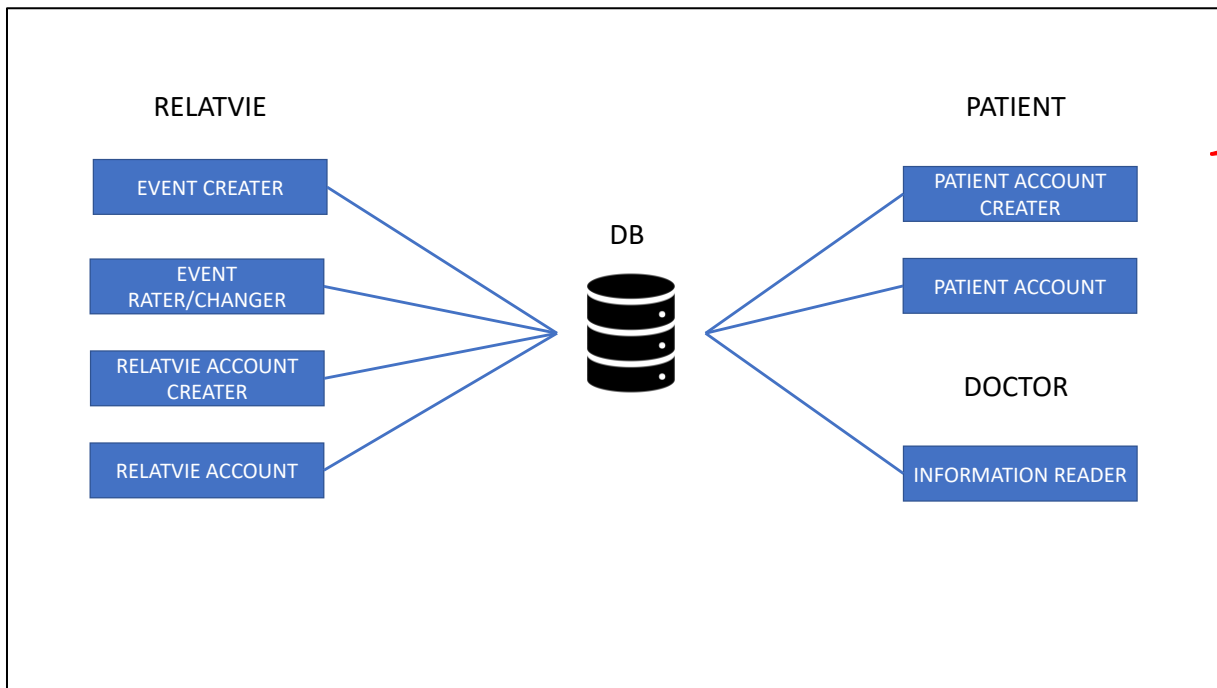 RELATVIE
EVENT CREATER
EVENT
RATER/CHANGER
RELATVIE ACCOUNT
CREATER
RELATVIE ACCOUNT
DB
PATIENT
PATIENT ACCOUNT
CREATER
PATIENT ACCOUNT
DOCTOR
INFORMATION READER